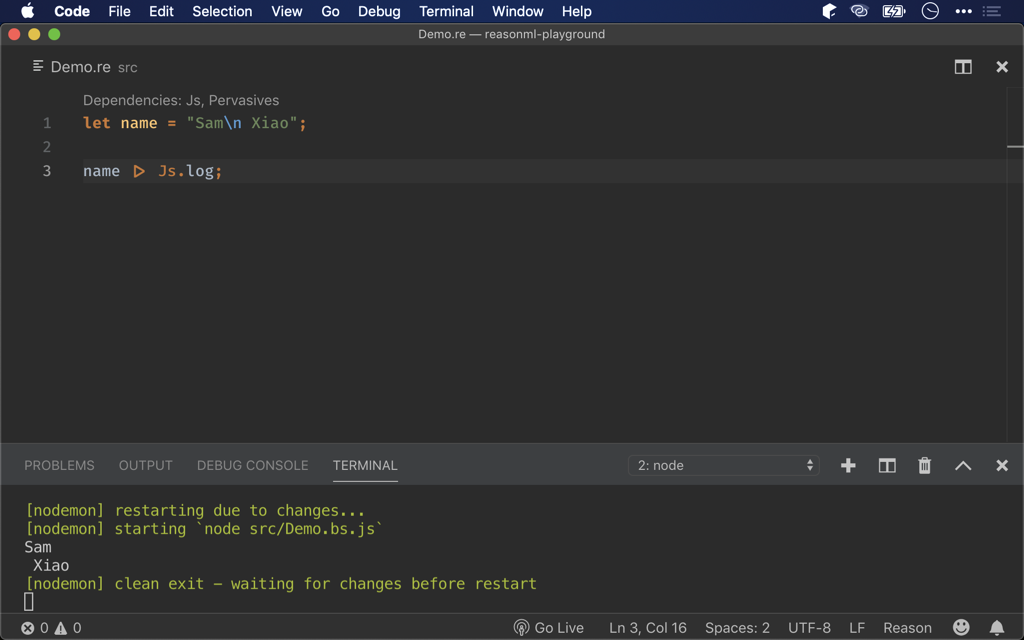 Code File Edit Selection View Go Debug Terminal Window Help
Demo.re — reasonml-playground
Demo.re src
Dependencies: Js, Pervasives
1 let name = "Sam\n Xiao";
2
3 name |> Js.log;
PROBLEMS OUTPUT DEBUG CONSOLE TERMINAL 2: node
[nodemon] restarting due to changes...
[nodemon] starting `node src/Demo.bs.js`
Sam
Xiao
[nodemon] clean exit - waiting for changes before restart
0 0 Go Live Ln 3, Col 16 Spaces: 2 UTF-8 LF Reason